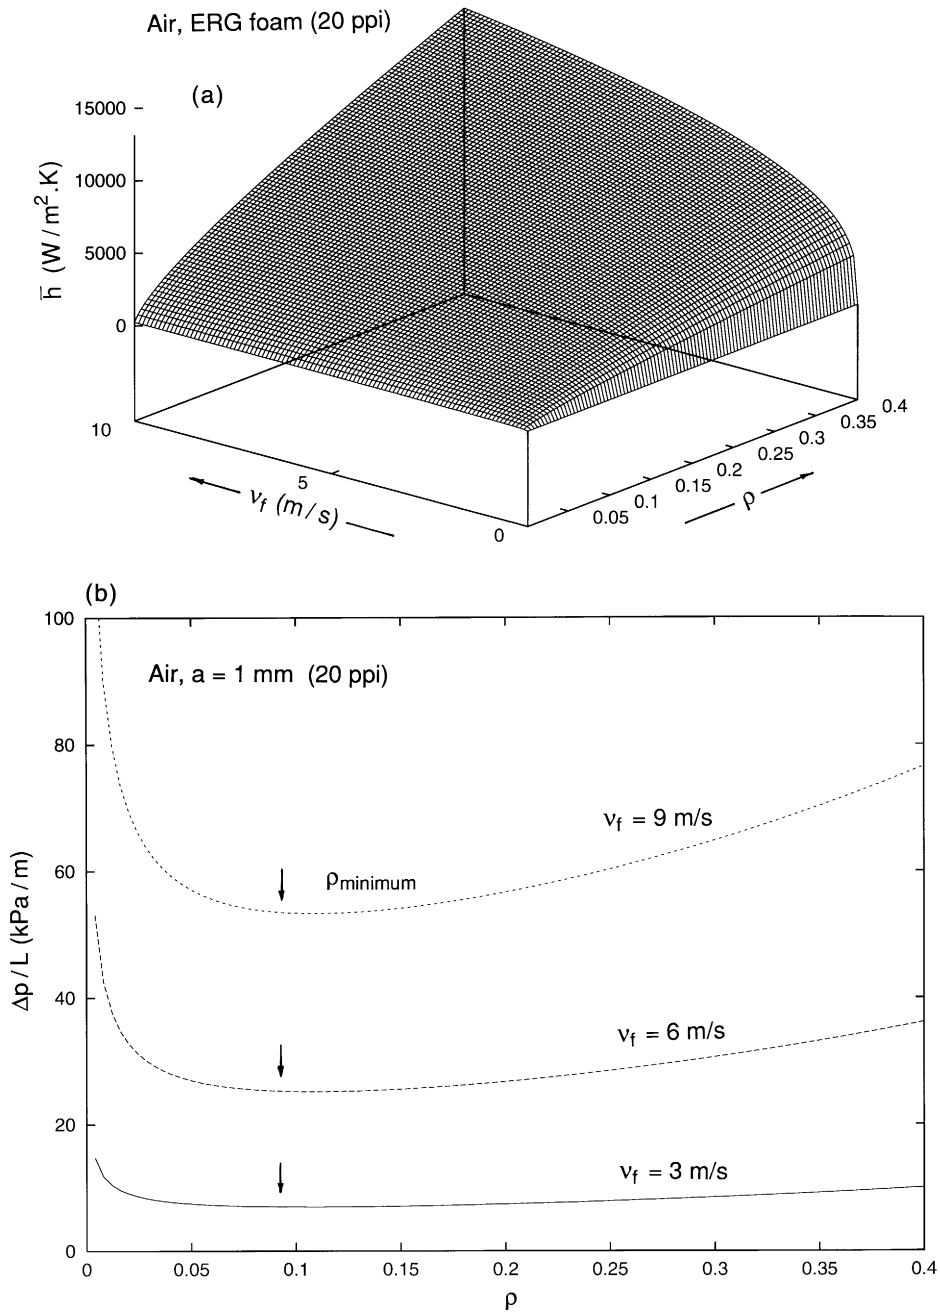 Air, ERG foam (20 ppi)
(a)
15000
10000
5000
0
h̅ (W / m².K)
10
5
0
ν_f (m / s)
0.05
0.1
0.15
0.2
0.25
0.3
0.35
0.4
ρ
(b)
100
80
60
40
20
0
Δp / L (kPa / m)
Air, a = 1 mm (20 ppi)
ν_f = 9 m/s
ρ_minimum
ν_f = 6 m/s
ν_f = 3 m/s
0
0.05
0.1
0.15
0.2
0.25
0.3
0.35
0.4
ρ